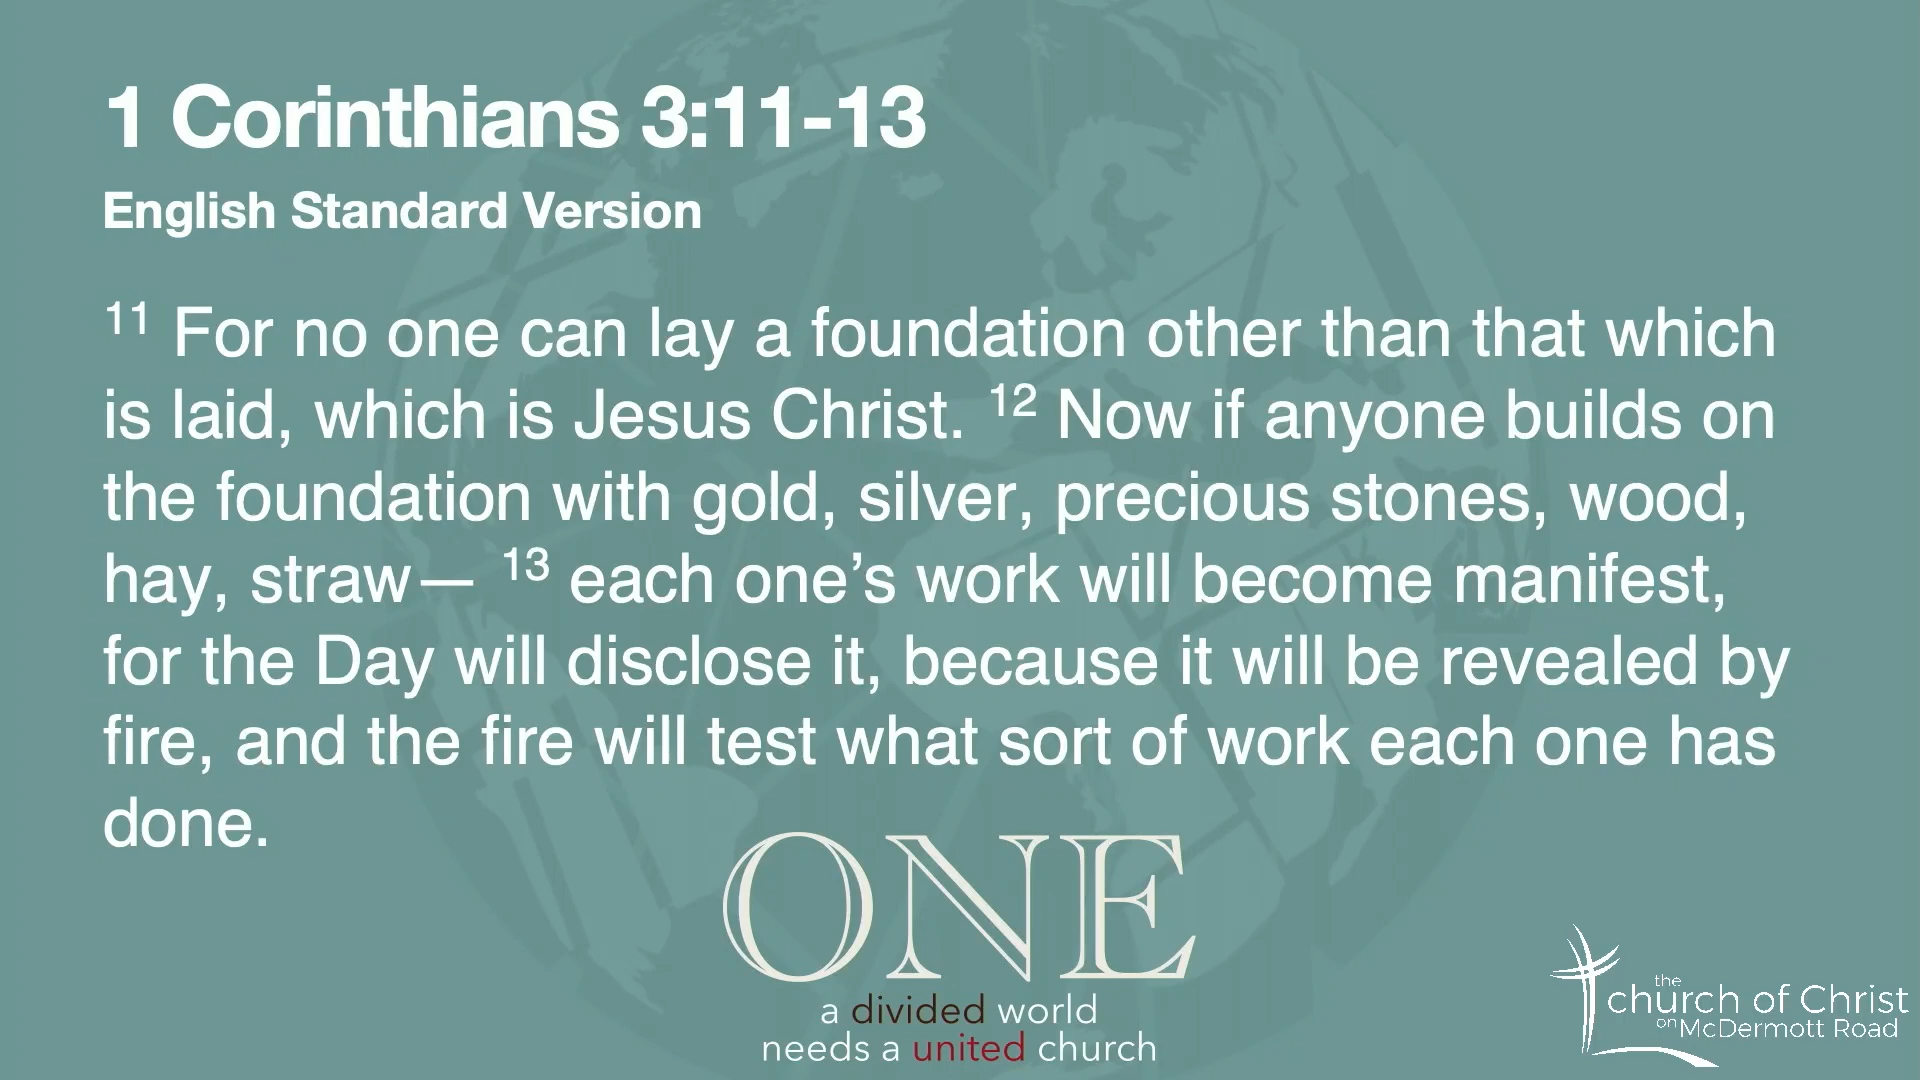 1 Corinthians 3:11-13
English Standard Version
11 For no one can lay a foundation other than that which
is laid, which is Jesus Christ. 12 Now if anyone builds on
the foundation with gold, silver, precious stones, wood,
hay, straw— 13 each one’s work will become manifest,
for the Day will disclose it, because it will be revealed by
fire, and the fire will test what sort of work each one has
done.
ONE
a divided world
needs a united church
the
church of Christ
on McDermott Road